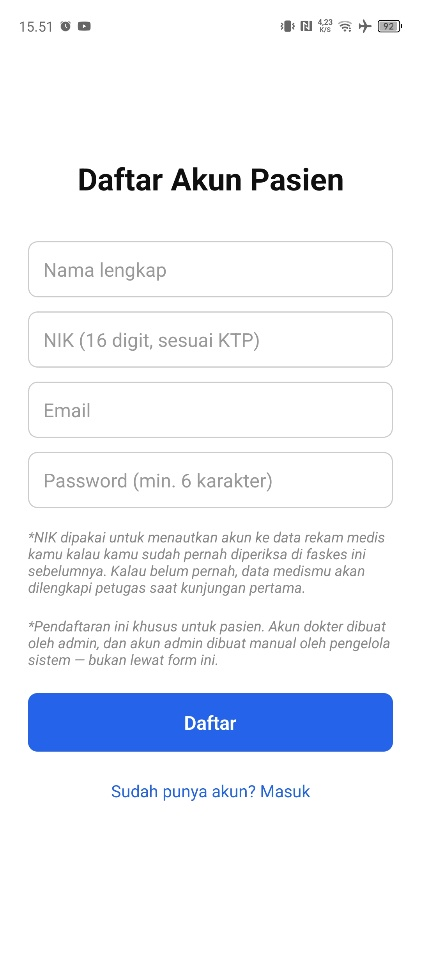 15.51
4,23
K/S
92
Daftar Akun Pasien
Nama lengkap
NIK (16 digit, sesuai KTP)
Email
Password (min. 6 karakter)
*NIK dipakai untuk menautkan akun ke data rekam medis
kamu kalau kamu sudah pernah diperiksa di faskes ini
sebelumnya. Kalau belum pernah, data medismu akan
dilengkapi petugas saat kunjungan pertama.
*Pendaftaran ini khusus untuk pasien. Akun dokter dibuat
oleh admin, dan akun admin dibuat manual oleh pengelola
sistem — bukan lewat form ini.
Daftar
Sudah punya akun? Masuk